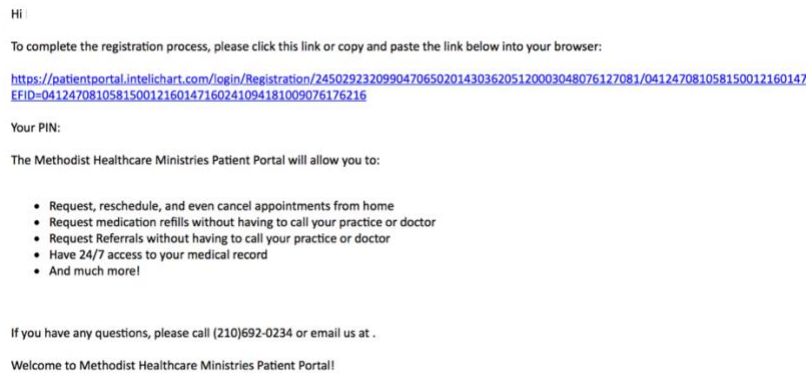 Hi
To complete the registration process, please click this link or copy and paste the link below into your browser:
https://patientportal.intelichart.com/login/Registration/245029232099047065020143036205120003048076127081/041247081058150012160147
EFID=041247081058150012160147160241094181009076176216
Your PIN:
The Methodist Healthcare Ministries Patient Portal will allow you to:
• Request, reschedule, and even cancel appointments from home
• Request medication refills without having to call your practice or doctor
• Request Referrals without having to call your practice or doctor
• Have 24/7 access to your medical record
• And much more!
If you have any questions, please call (210)692-0234 or email us at .
Welcome to Methodist Healthcare Ministries Patient Portal!